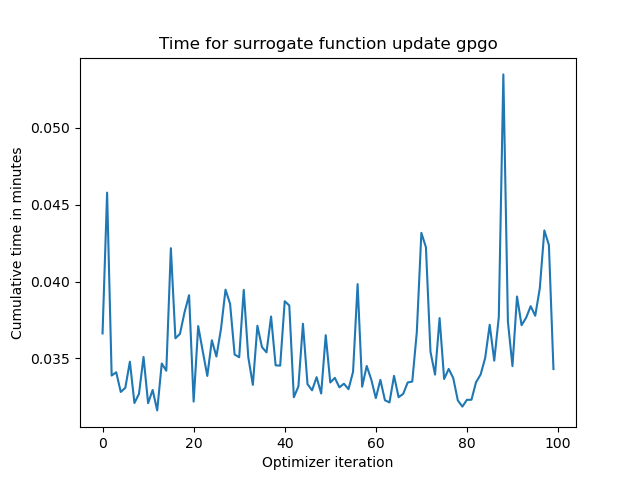 Time for surrogate function update gpgo
Cumulative time in minutes
0.050
0.045
0.040
0.035
0 20 40 60 80 100
Optimizer iteration